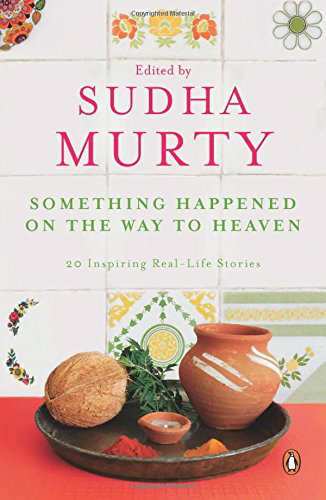 Edited by
SUDHA
MURTY
SOMETHING HAPPENED
ON THE WAY TO HEAVEN
20 Inspiring Real-Life Stories